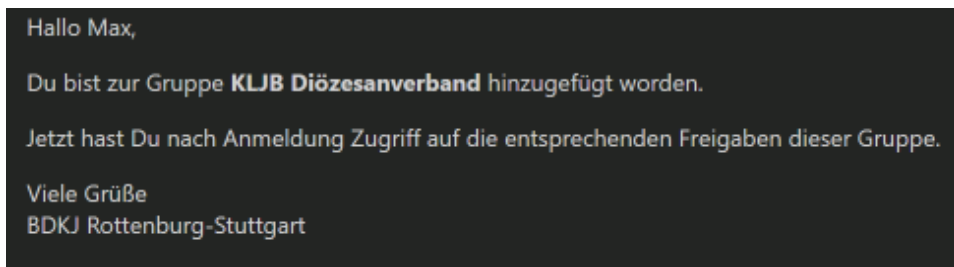 Hallo Max,
Du bist zur Gruppe KLJB Diözesanverband hinzugefügt worden.
Jetzt hast Du nach Anmeldung Zugriff auf die entsprechenden Freigaben dieser Gruppe.
Viele Grüße
BDKJ Rottenburg-Stuttgart